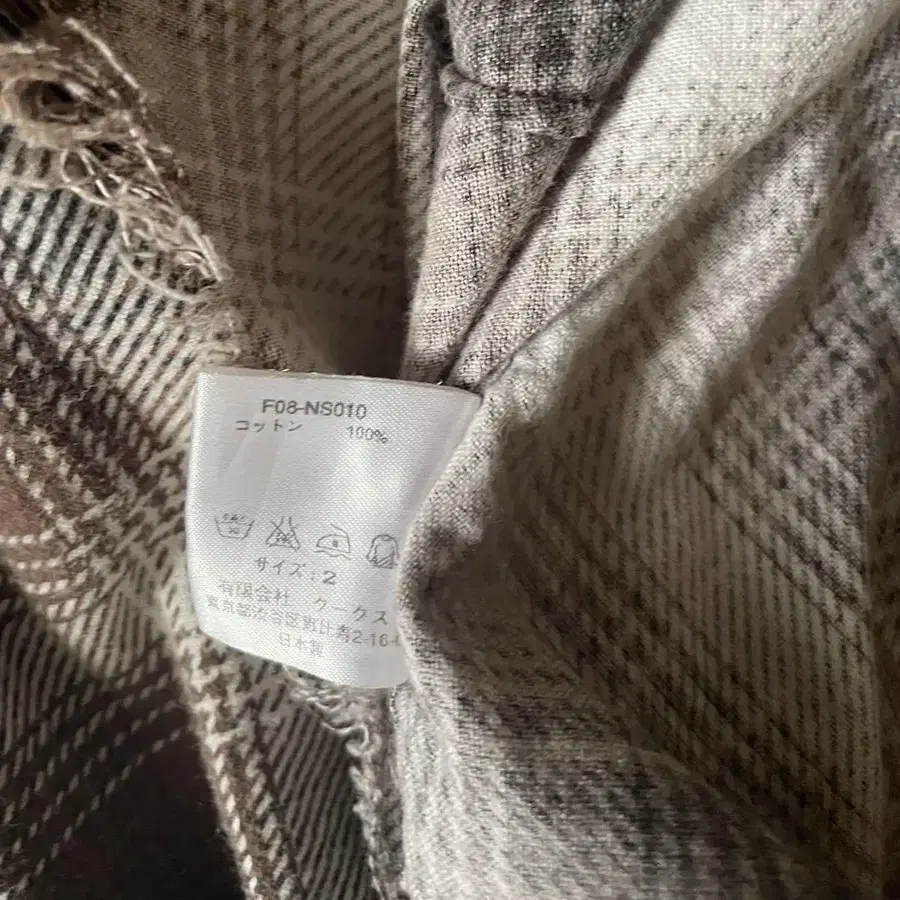 F08-NS010
コットン 100%
サイズ:2
有限会社 クークス
東京都渋谷区恵比寿2-16-
日本製